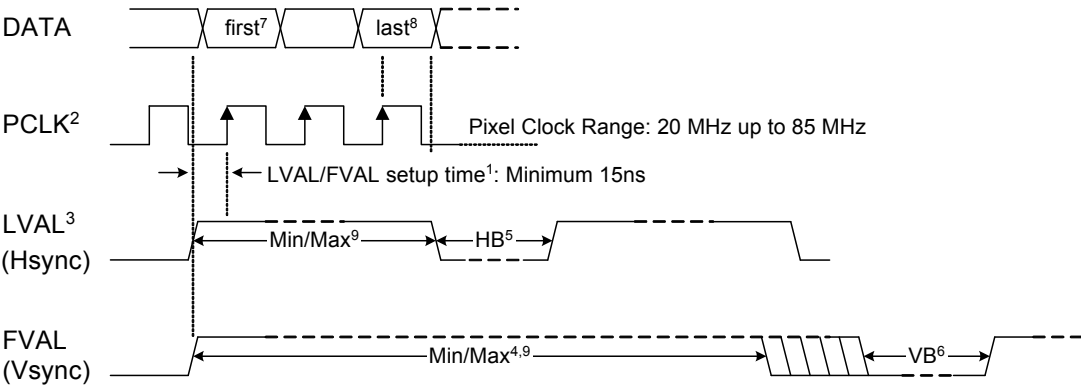 DATA
first⁷
last⁸
PCLK²
Pixel Clock Range: 20 MHz up to 85 MHz
LVAL/FVAL setup time¹: Minimum 15ns
LVAL³
(Hsync)
Min/Max⁹
HB⁵
FVAL
(Vsync)
Min/Max⁴,⁹
VB⁶